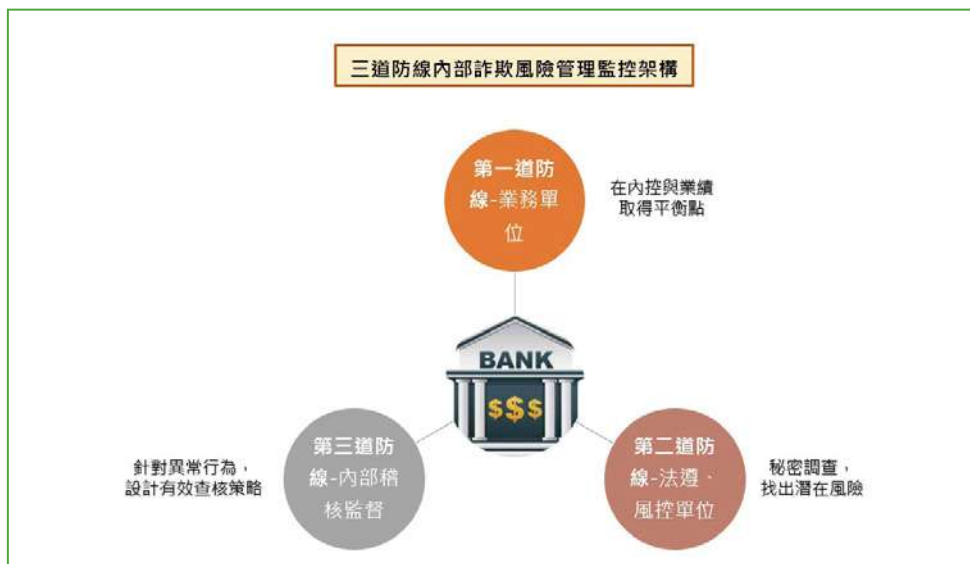 三道防線內部詐欺風險管理監控架構
第一道防
線-業務單
位
在內控與業績
取得平衡點
BANK
$$$
第三道防
線-內部稽
核監督
針對異常行為，
設計有效查核策略
第二道防
線-法遵、
風控單位
秘密調查，
找出潛在風險